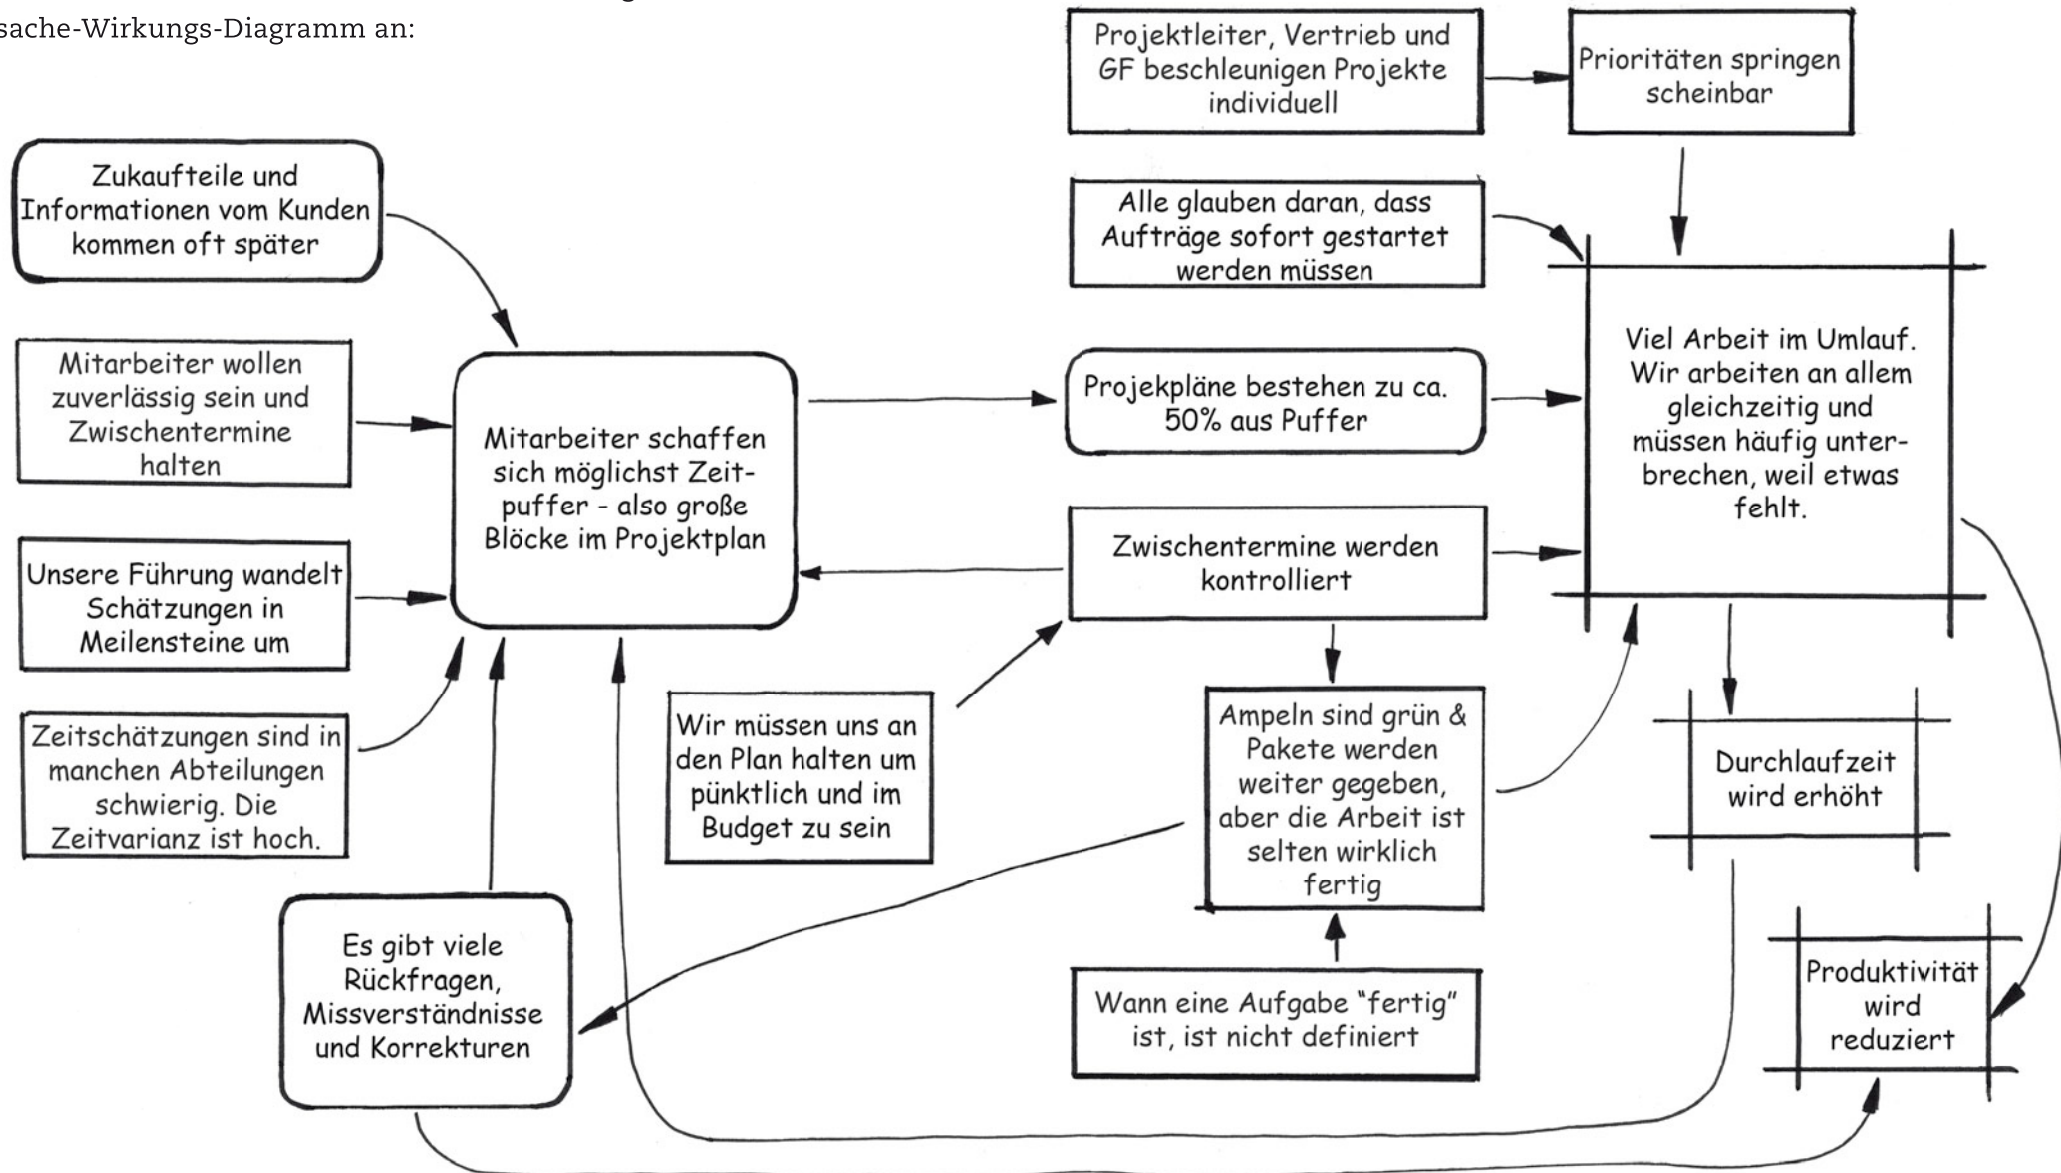 sache-Wirkungs-Diagramm an:
Projektleiter, Vertrieb und
GF beschleunigen Projekte
individuell
Prioritäten springen
scheinbar
Zukaufteile und
Informationen vom Kunden
kommen oft später
Alle glauben daran, dass
Aufträge sofort gestartet
werden müssen
Mitarbeiter wollen
zuverlässig sein und
Zwischentermine
halten
Mitarbeiter schaffen
sich möglichst Zeit-
puffer - also große
Blöcke im Projektplan
Projekpläne bestehen zu ca.
50% aus Puffer
Viel Arbeit im Umlauf.
Wir arbeiten an allem
gleichzeitig und
müssen häufig unter-
brechen, weil etwas
fehlt.
Unsere Führung wandelt
Schätzungen in
Meilensteine um
Zwischentermine werden
kontrolliert
Zeitschätzungen sind in
manchen Abteilungen
schwierig. Die
Zeitvarianz ist hoch.
Wir müssen uns an
den Plan halten um
pünktlich und im
Budget zu sein
Ampeln sind grün &
Pakete werden
weiter gegeben,
aber die Arbeit ist
selten wirklich
fertig
Durchlaufzeit
wird erhöht
Es gibt viele
Rückfragen,
Missverständnisse
und Korrekturen
Wann eine Aufgabe “fertig”
ist, ist nicht definiert
Produktivität
wird
reduziert